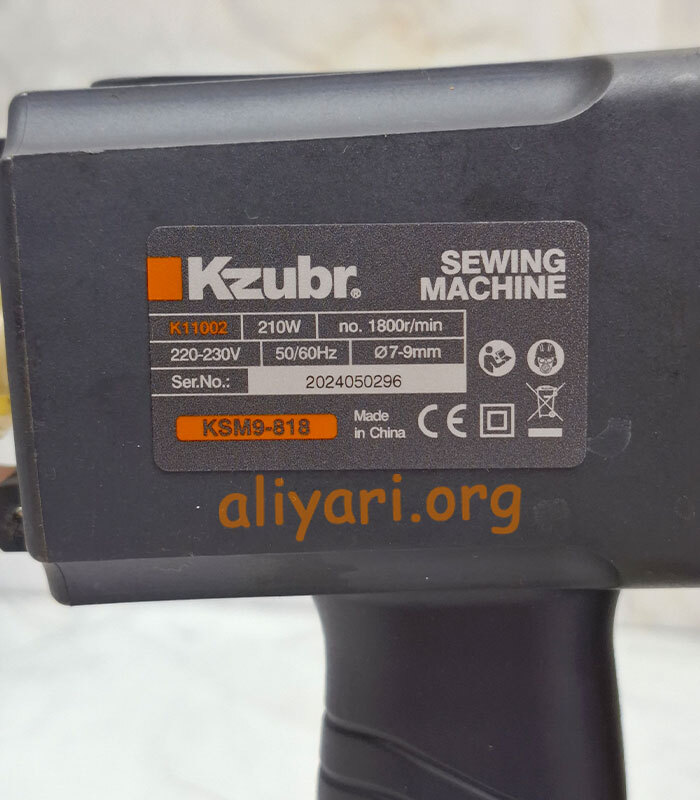 Kzubr®
SEWING
MACHINE
K11002 210W no. 1800r/min
220-230V 50/60Hz Ø7-9mm
Ser.No.: 2024050296
KSM9-818
Made
in China
CE
aliyari.org